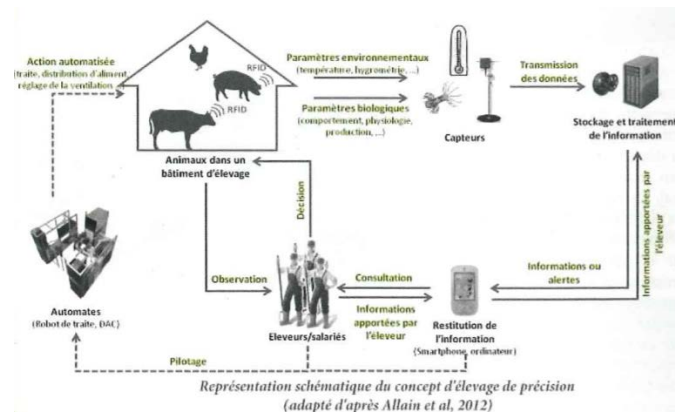 Action automatisée
(traite, distribution d'aliment,
réglage de la ventilation ...)
RFID
RFID
Animaux dans un
bâtiment d'élevage
Paramètres environnementaux
(température, hygrométrie, ...)
Paramètres biologiques
(comportement, physiologie,
production, ...)
Capteurs
Transmission
des données
Stockage et traitement
de l'information
Décision
Observation
Automates
(Robot de traite, DAC)
Eleveurs/salariés
Consultation
Informations
apportées par
l'éleveur
Informations ou
alertes
Restitution de
l'information
(Smartphone, ordinateur)
Informations apportées par
l'éleveur
Pilotage
Représentation schématique du concept d'élevage de précision
(adapté d'après Allain et al, 2012)